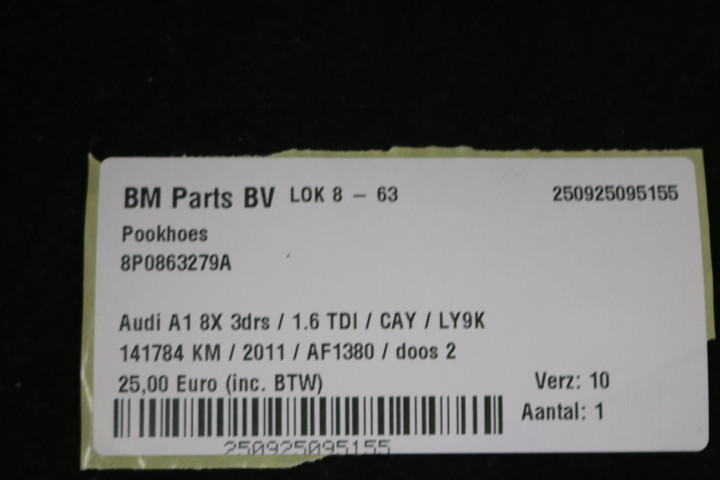 BM Parts BV LOK 8 – 63 250925095155
Pookhoes
8P0863279A
Audi A1 8X 3drs / 1.6 TDI / CAY / LY9K
141784 KM / 2011 / AF1380 / doos 2
25,00 Euro (inc. BTW) Verz: 10
Aantal: 1
250925095155